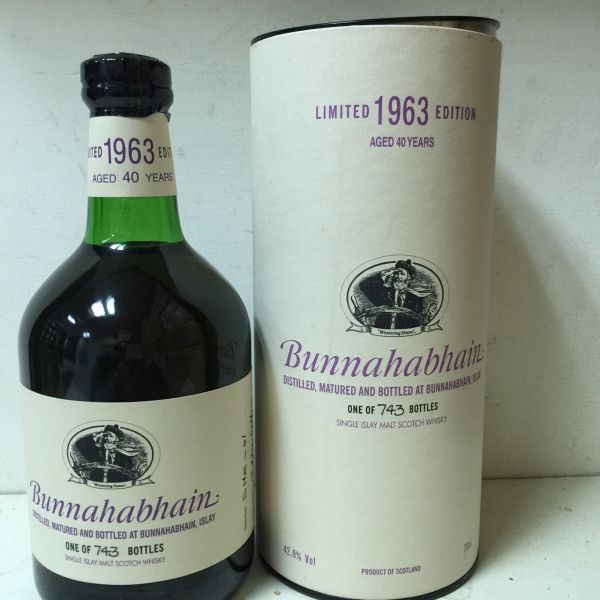 LIMITED 1963 EDITION
AGED 40 YEARS
"Westering Home"
Bunnahabhain
DISTILLED, MATURED AND BOTTLED AT BUNNAHABHAIN, ISLAY
ONE OF 743 BOTTLES
SINGLE ISLAY MALT SCOTCH WHISKY
42.9% Vol
70cl
PRODUCT OF SCOTLAND
1963
AGED 40 YEARS
"Westering Home"
Bunnahabhain
DISTILLED, MATURED AND BOTTLED AT BUNNAHABHAIN, ISLAY
ONE OF 743 BOTTLES
SINGLE ISLAY MALT SCOTCH WHISKY